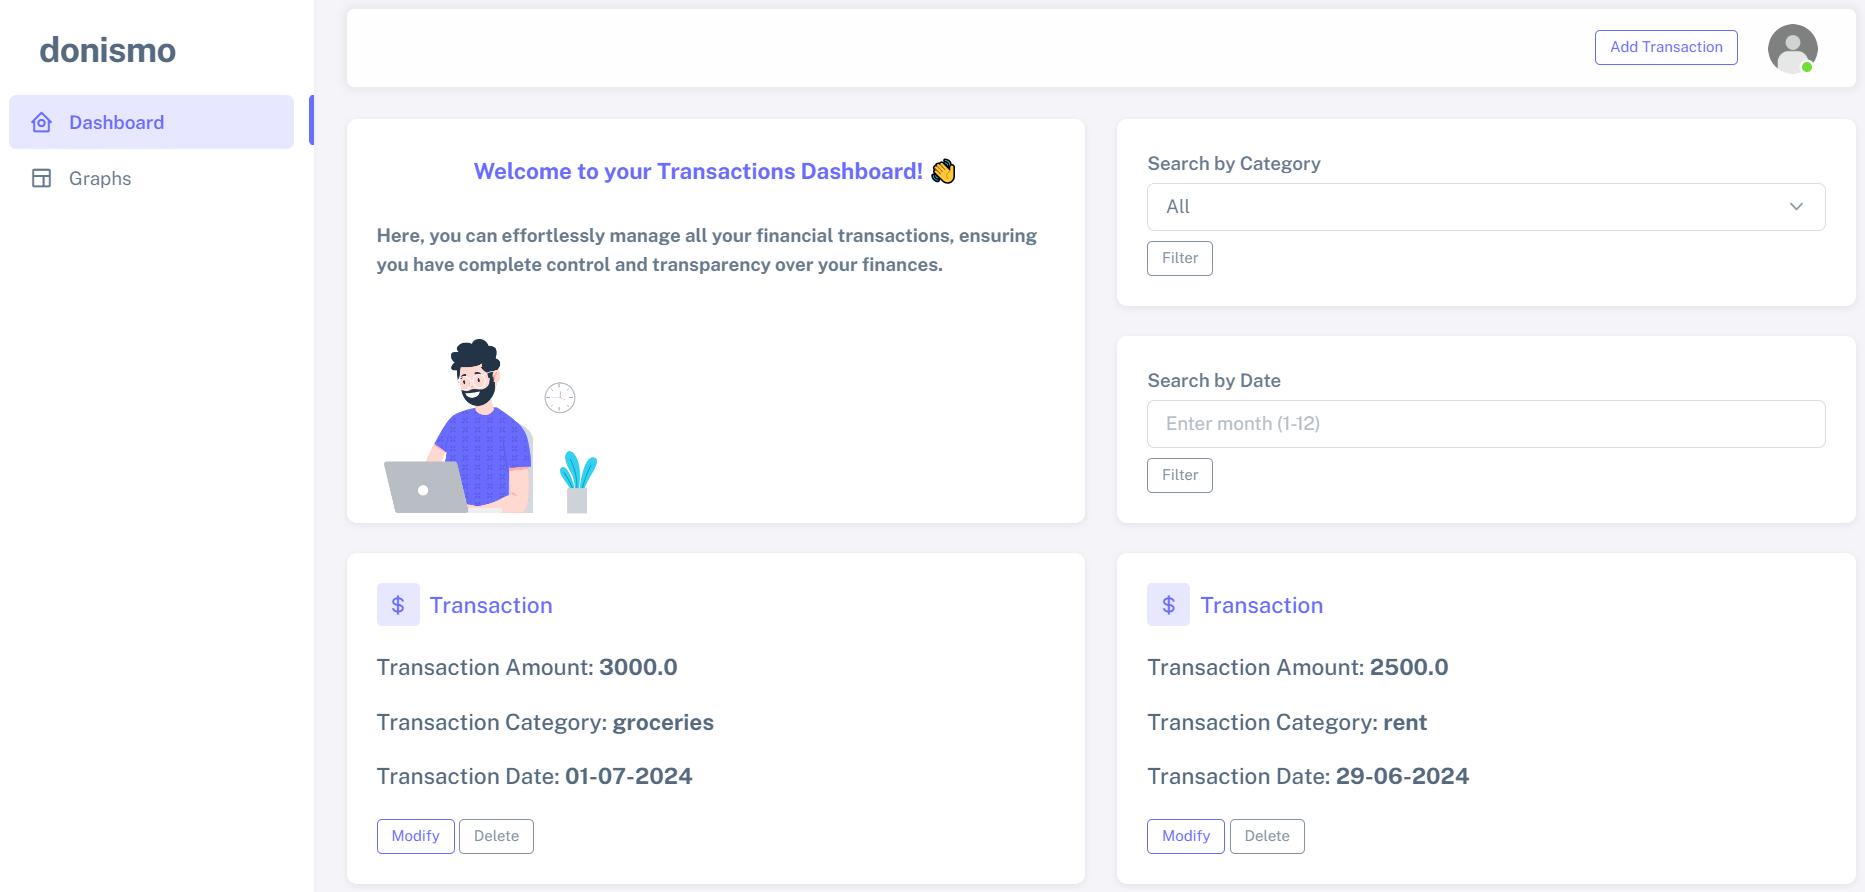 donismo
Dashboard
Graphs
Add Transaction
Welcome to your Transactions Dashboard! 👏
Here, you can effortlessly manage all your financial transactions, ensuring
you have complete control and transparency over your finances.
Search by Category
All
Filter
Search by Date
Enter month (1-12)
Filter
$ Transaction
Transaction Amount: 3000.0
Transaction Category: groceries
Transaction Date: 01-07-2024
Modify Delete
$ Transaction
Transaction Amount: 2500.0
Transaction Category: rent
Transaction Date: 29-06-2024
Modify Delete